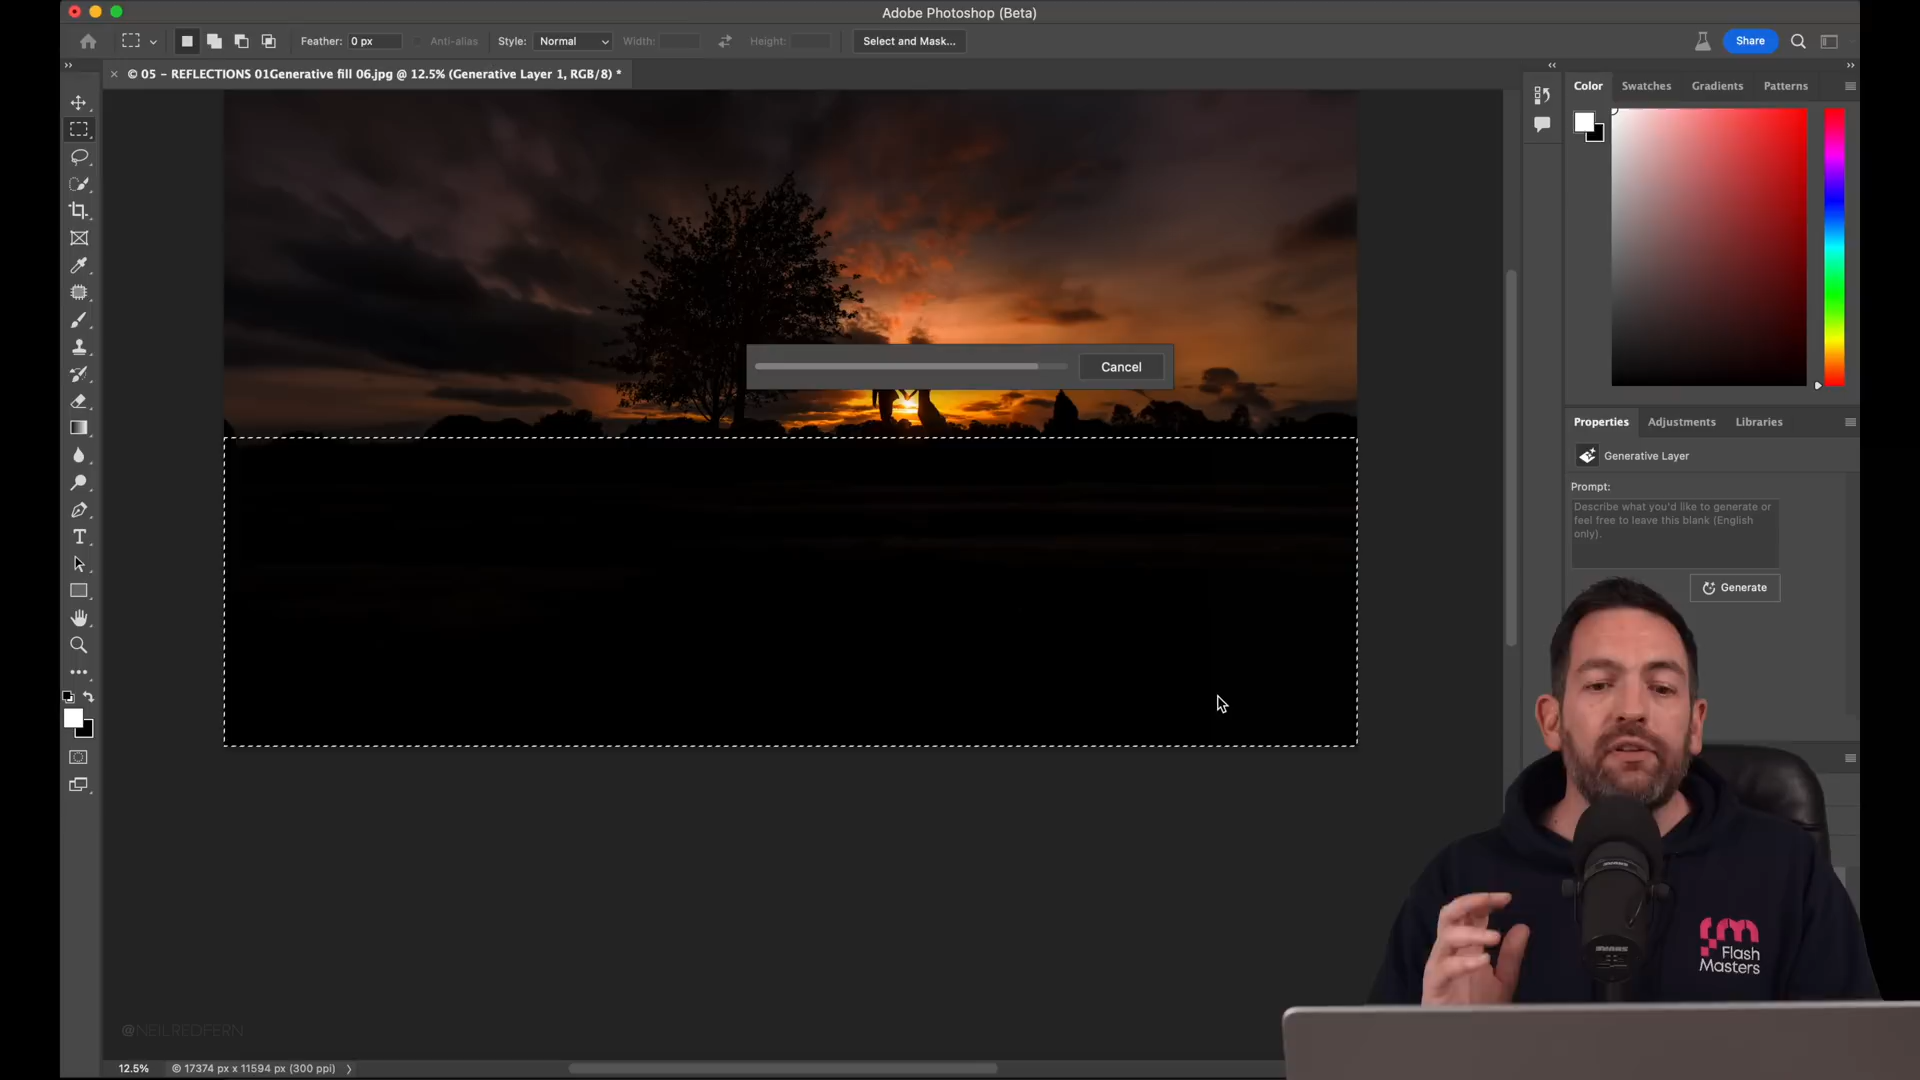 Adobe Photoshop (Beta)
Feather: 0 px Anti-alias Style: Normal Width: Height: Select and Mask... Share
© 05 - REFLECTIONS 01Generative fill 06.jpg @ 12.5% (Generative Layer 1, RGB/8) *
Color Swatches Gradients Patterns
Cancel
Properties Adjustments Libraries
Generative Layer
Prompt:
Describe what you'd like to generate or
feel free to leave this blank (English
only).
Generate
Flash
Masters
@NEILREDFERN
12.5% © 17374 px x 11594 px (300 ppi)